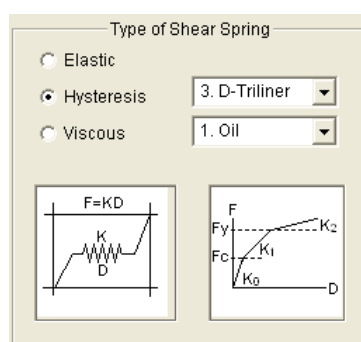 Type of Shear Spring
Elastic
Hysteresis
3. D-Triliner
Viscous
1. Oil
F=KD
K
D
F
Fy
K2
Fc
K1
K0
D